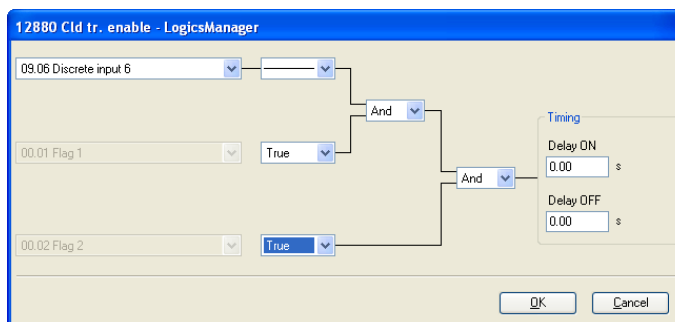 12880 Cld tr. enable - LogicsManager
09.06 Discrete input 6
And
Timing
00.01 Flag 1
True
Delay ON
0.00 s
And
Delay OFF
0.00 s
00.02 Flag 2
True
OK
Cancel